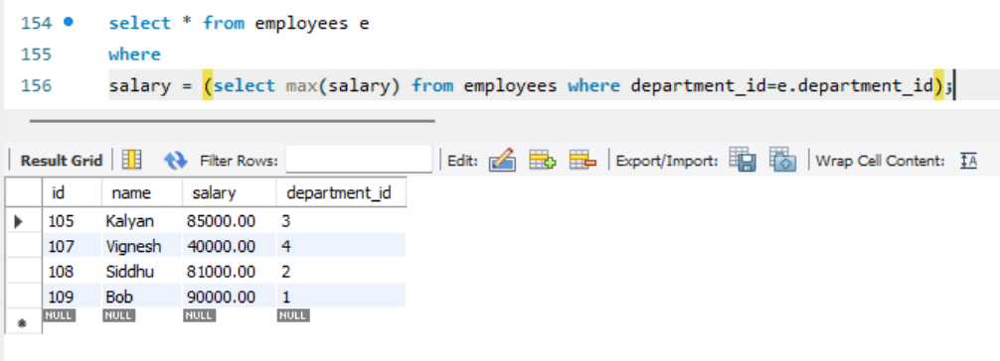 154 select * from employees e
155 where
156 salary = (select max(salary) from employees where department_id=e.department_id);
Result Grid Filter Rows: Edit: Export/Import: Wrap Cell Content: IA
id name salary department_id
105 Kalyan 85000.00 3
107 Vignesh 40000.00 4
108 Siddhu 81000.00 2
109 Bob 90000.00 1
NULL NULL NULL NULL